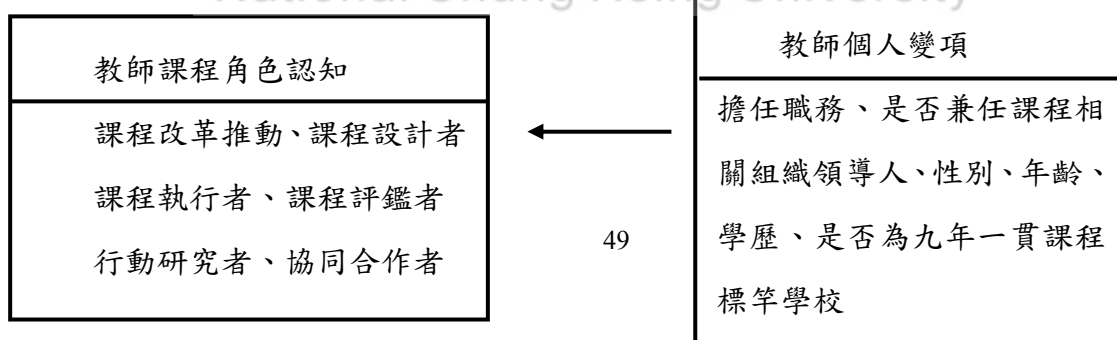 National Chung Hsing University
教師課程角色認知
課程改革推動、課程設計者
課程執行者、課程評鑑者
行動研究者、協同合作者
49
教師個人變項
擔任職務、是否兼任課程相
關組織領導人、性別、年齡、
學歷、是否為九年一貫課程
標竿學校